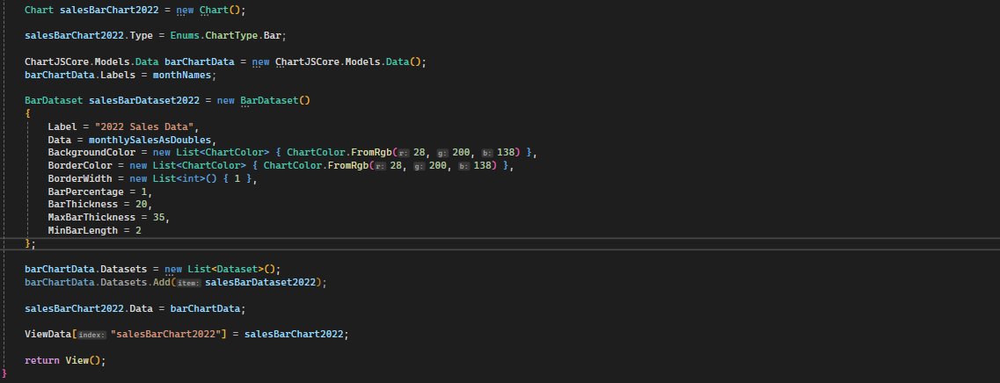 Chart salesBarChart2022 = new Chart();
salesBarChart2022.Type = Enums.ChartType.Bar;
ChartJSCore.Models.Data barChartData = new ChartJSCore.Models.Data();
barChartData.Labels = monthNames;
BarDataset salesBarDataset2022 = new BarDataset()
{
Label = "2022 Sales Data",
Data = monthlySalesAsDoubles,
BackgroundColor = new List<ChartColor> { ChartColor.FromRgb(r: 28, g: 200, b: 138) },
BorderColor = new List<ChartColor> { ChartColor.FromRgb(r: 28, g: 200, b: 138) },
BorderWidth = new List<int>() { 1 },
BarPercentage = 1,
BarThickness = 20,
MaxBarThickness = 35,
MinBarLength = 2
};
barChartData.Datasets = new List<Dataset>();
barChartData.Datasets.Add(item: salesBarDataset2022);
salesBarChart2022.Data = barChartData;
ViewData[index: "salesBarChart2022"] = salesBarChart2022;
return View();
}